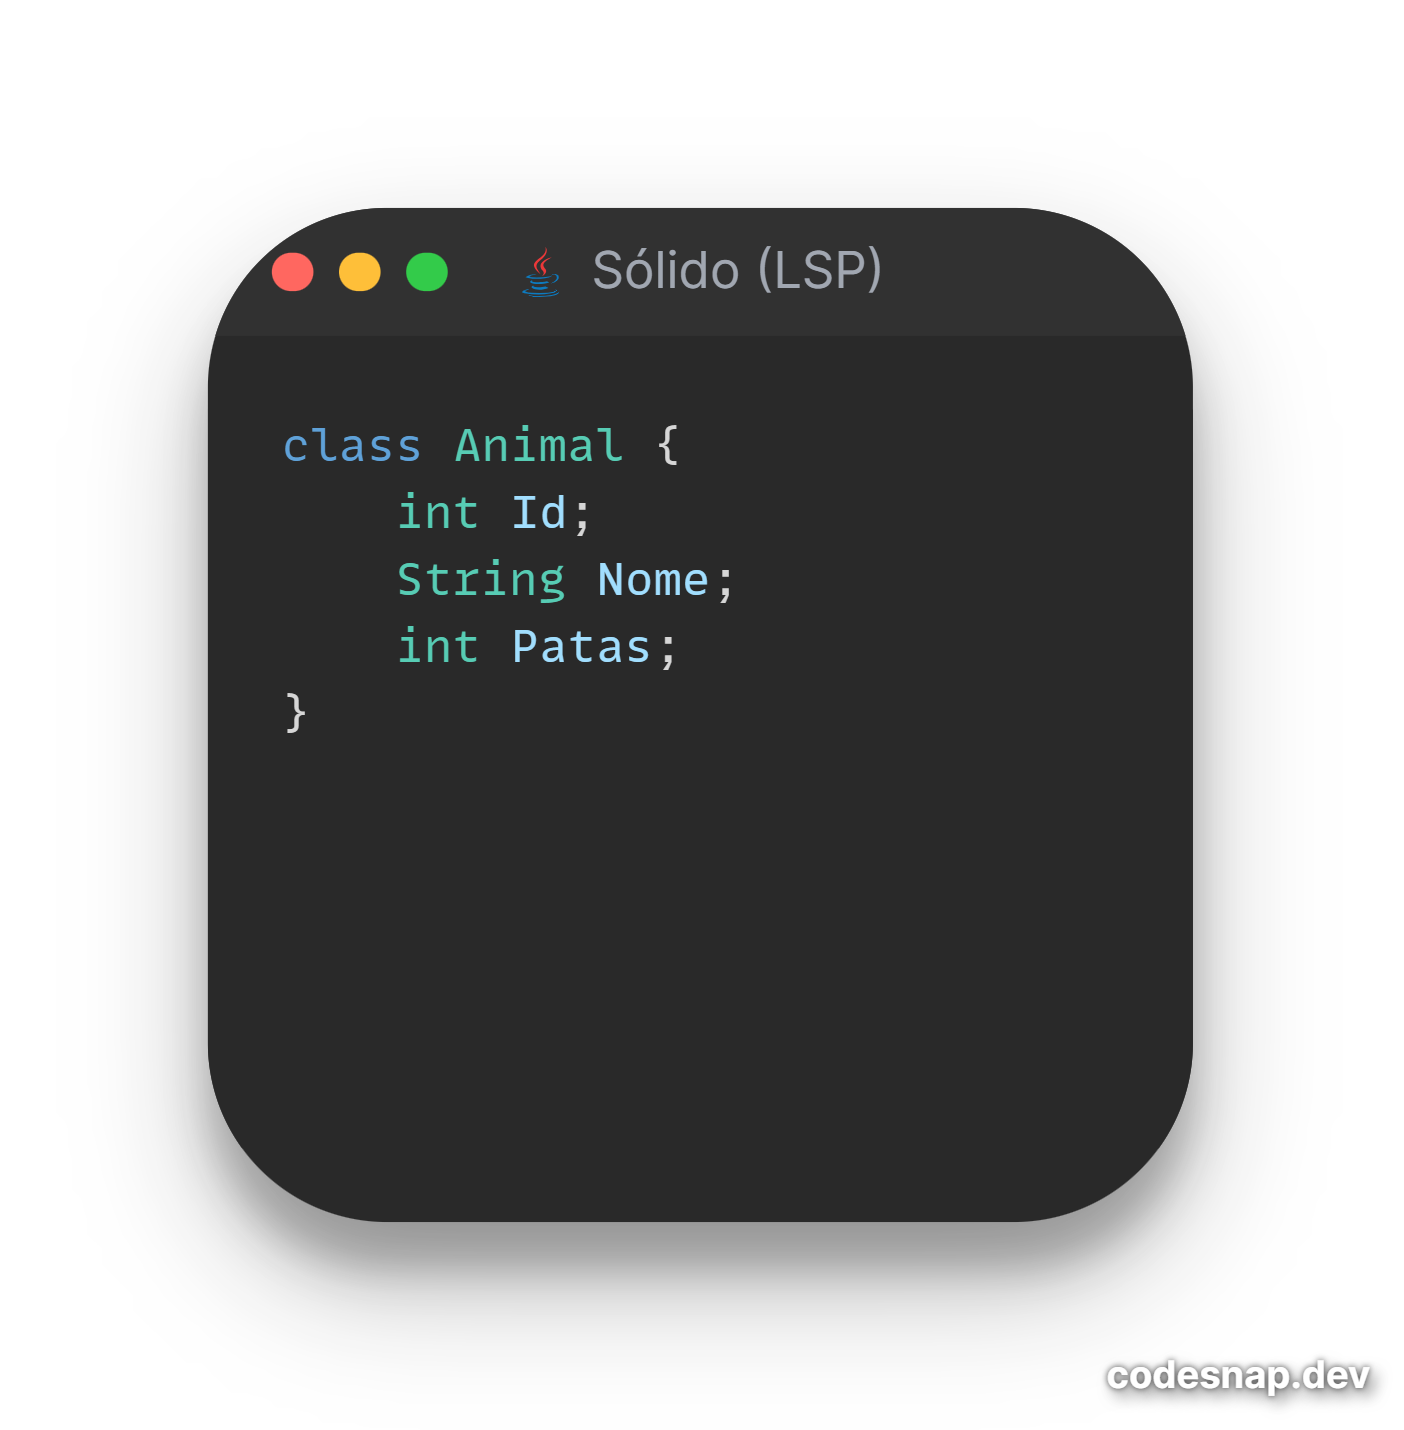 Sólido (LSP)
class Animal {
    int Id;
    String Nome;
    int Patas;
}
codesnap.dev